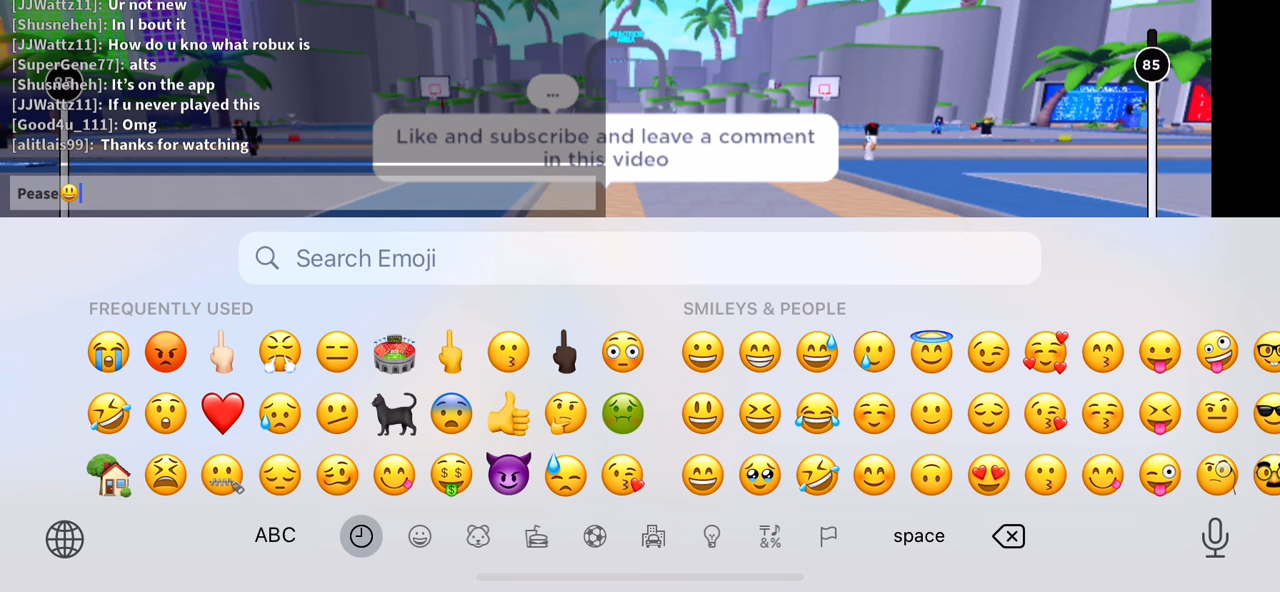 [JJWattz11]: Ur not new
[Shusneheh]: In I bout it
[JJWattz11]: How do u kno what robux is
[SuperGene77]: alts
[Shusneheh]: It's on the app
[JJWattz11]: If u never played this
[Good4u_111]: Omg
[alitlais99]: Thanks for watching
...
Like and subscribe and leave a comment
in this video
PRACTICE
AREA
85
Pease😃
Search Emoji
FREQUENTLY USED
SMILEYS & PEOPLE
ABC
space